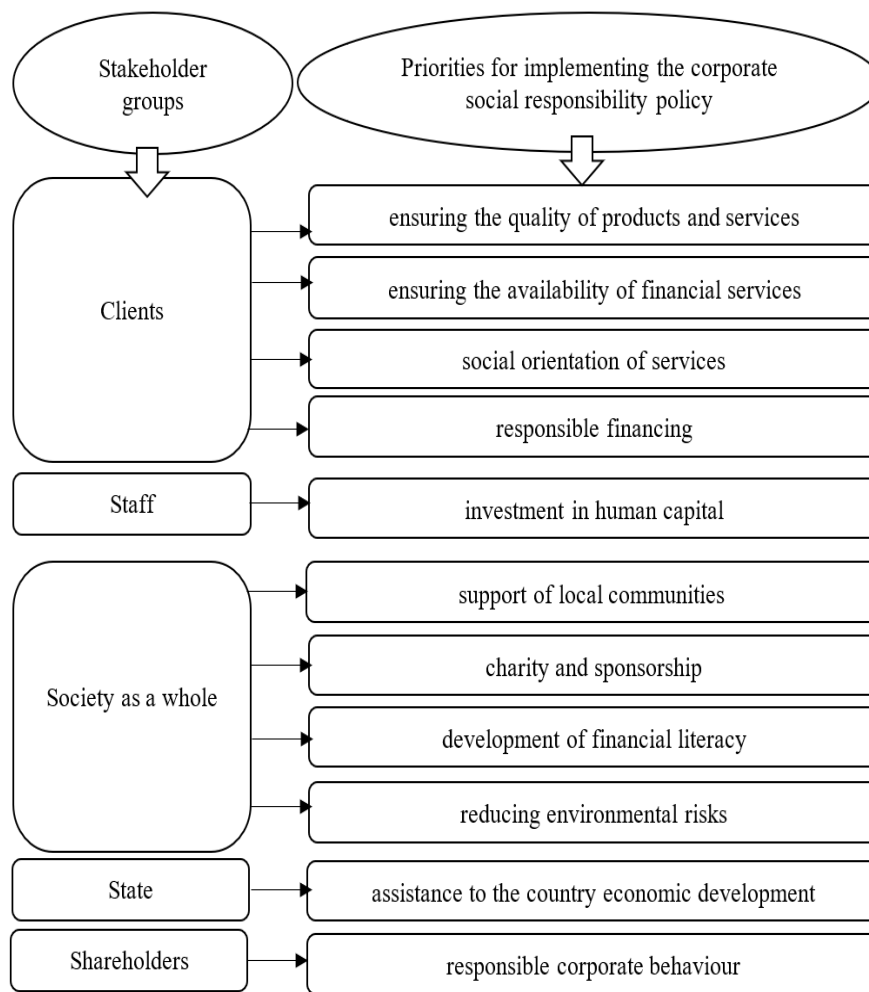 Stakeholder
groups
Priorities for implementing the corporate
social responsibility policy
Clients
ensuring the quality of products and services
ensuring the availability of financial services
social orientation of services
responsible financing
Staff
investment in human capital
Society as a whole
support of local communities
charity and sponsorship
development of financial literacy
reducing environmental risks
State
assistance to the country economic development
Shareholders
responsible corporate behaviour